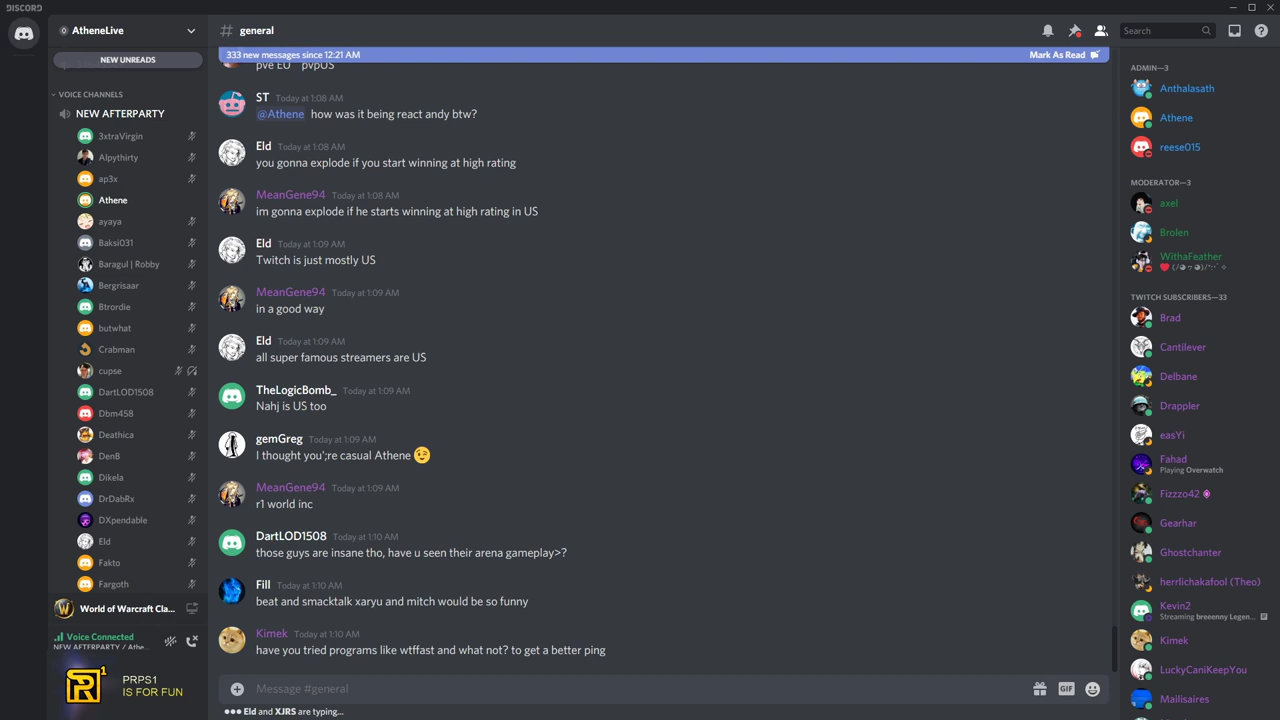 DISCORD
AtheneLive
NEW UNREADS
VOICE CHANNELS
NEW AFTERPARTY
3xtraVirgin
Alpythirty
ap3x
Athene
ayaya
Baksi031
Baragul | Robby
Bergrisaar
Btrordie
butwhat
Crabman
cupse
DartLOD1508
Dbm458
Deathica
DenB
Dikela
DrDabRx
DXpendable
Eld
Fakto
Fargoth
World of Warcraft Cla...
Voice Connected
NEW AFTERPARTY / Athe...
PRPS1
IS FOR FUN
# general
Search
333 new messages since 12:21 AM
Mark As Read
pve EU pvpUS
ST Today at 1:08 AM
@Athene how was it being react andy btw?
Eld Today at 1:08 AM
you gonna explode if you start winning at high rating
MeanGene94 Today at 1:08 AM
im gonna explode if he starts winning at high rating in US
Eld Today at 1:09 AM
Twitch is just mostly US
MeanGene94 Today at 1:09 AM
in a good way
Eld Today at 1:09 AM
all super famous streamers are US
TheLogicBomb_ Today at 1:09 AM
Nahj is US too
gemGreg Today at 1:09 AM
I thought you';re casual Athene 😉
MeanGene94 Today at 1:09 AM
r1 world inc
DartLOD1508 Today at 1:10 AM
those guys are insane tho, have u seen their arena gameplay>?
Fill Today at 1:10 AM
beat and smacktalk xaryu and mitch would be so funny
Kimek Today at 1:10 AM
have you tried programs like wtffast and what not? to get a better ping
Message #general
GIF
Eld and XJRS are typing...
ADMIN—3
Anthalasath
Athene
reese015
MODERATOR—3
axel
Brolen
WithaFeather
TWITCH SUBSCRIBERS—33
Brad
Cantilever
Delbane
Drappler
easYi
Fahad
Playing Overwatch
Fizzzo42
Gearhar
Ghostchanter
herrlichakafool (Theo)
Kevin2
Streaming breeenny Legen...
Kimek
LuckyCaniKeepYou
Mailisaires